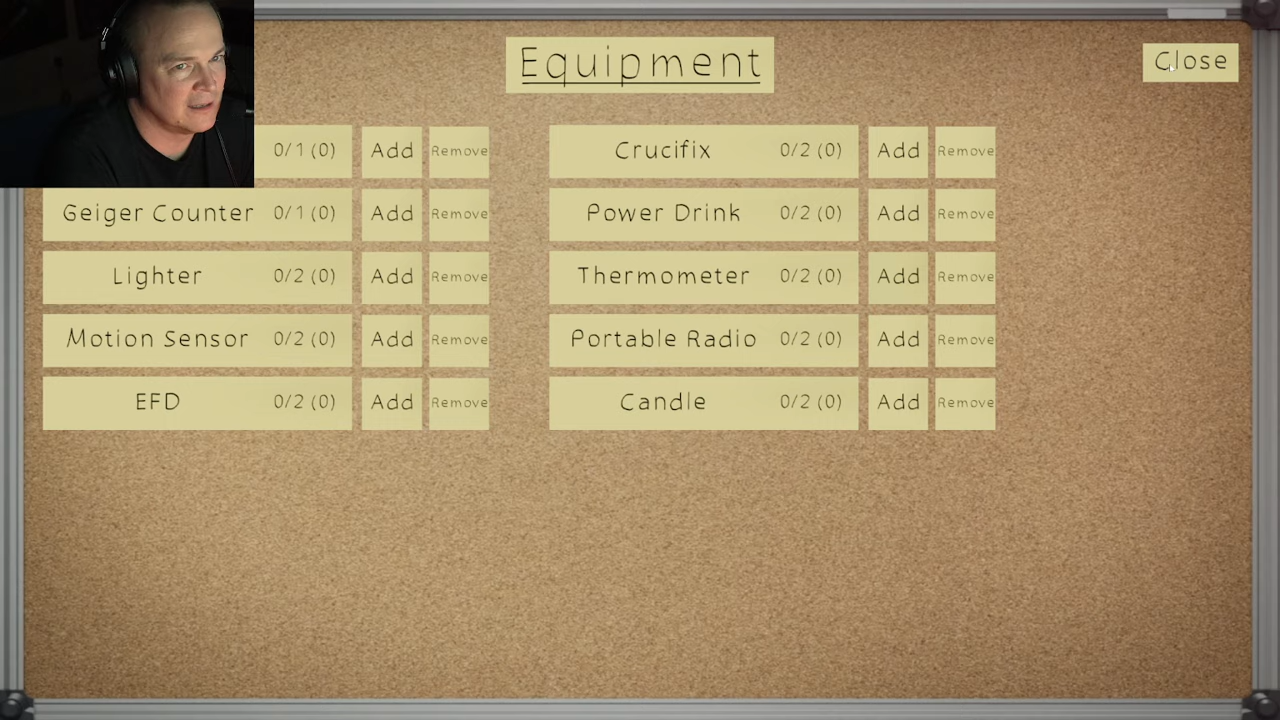 Equipment
Close
0/1 (0) Add Remove
Crucifix 0/2 (0) Add Remove
Geiger Counter 0/1 (0) Add Remove
Power Drink 0/2 (0) Add Remove
Lighter 0/2 (0) Add Remove
Thermometer 0/2 (0) Add Remove
Motion Sensor 0/2 (0) Add Remove
Portable Radio 0/2 (0) Add Remove
EFD 0/2 (0) Add Remove
Candle 0/2 (0) Add Remove